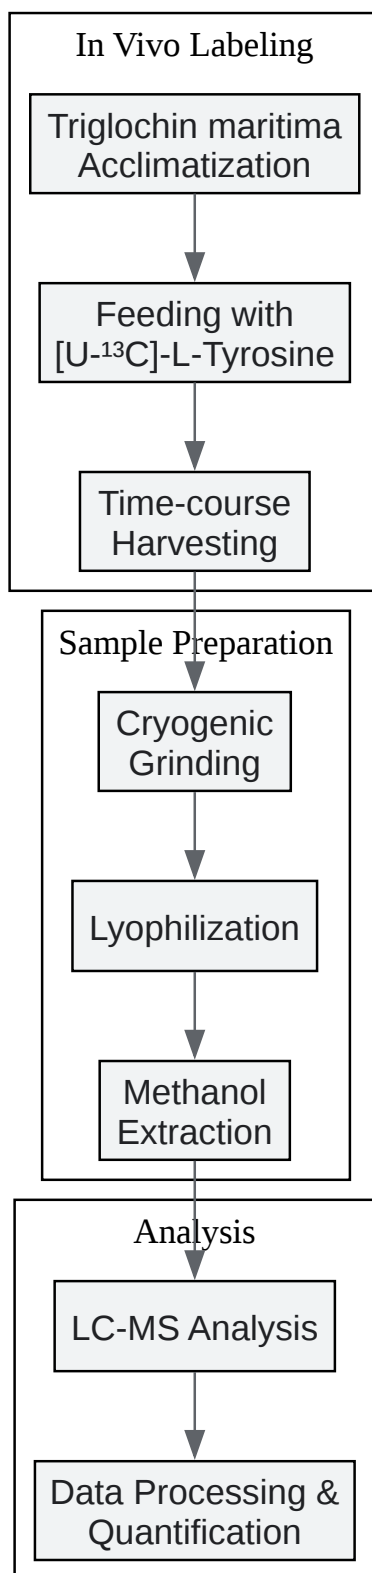 In Vivo Labeling
Triglochin maritima
Acclimatization
Feeding with
[U-¹³C]-L-Tyrosine
Time-course
Harvesting
Sample Preparation
Cryogenic
Grinding
Lyophilization
Methanol
Extraction
Analysis
LC-MS Analysis
Data Processing &
Quantification